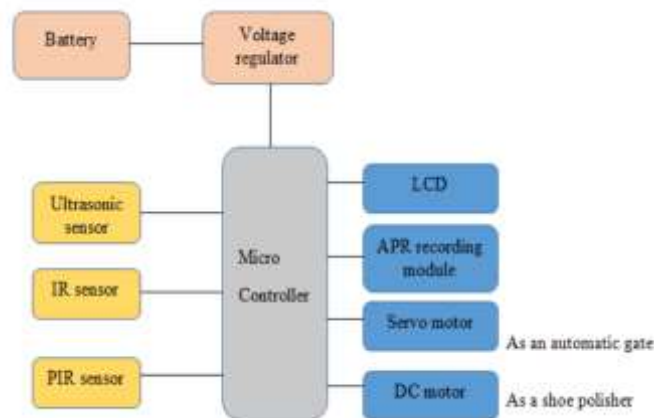 Battery
Voltage
regulator
Ultrasonic
sensor
IR sensor
PIR sensor
Micro
Controller
LCD
APR recording
module
Servo motor
As an automatic gate
DC motor
As a shoe polisher